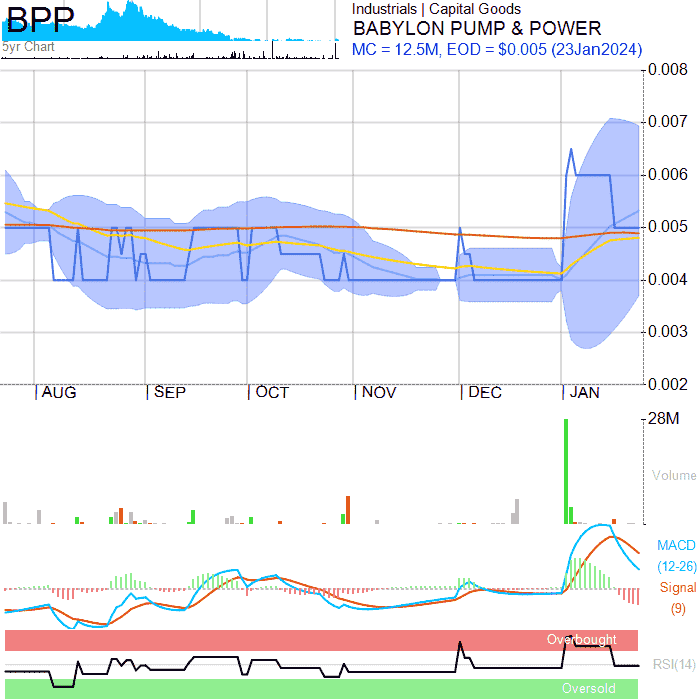 BPP
5yr Chart
Industrials | Capital Goods
BABYLON PUMP & POWER
MC = 12.5M, EOD = $0.005 (23Jan2024)
0.008
0.007
0.006
0.005
0.004
0.003
0.002
| AUG | SEP | OCT | NOV | DEC | JAN
28M
Volume
MACD
(12-26)
Signal
(9)
Overbought
RSI(14)
Oversold